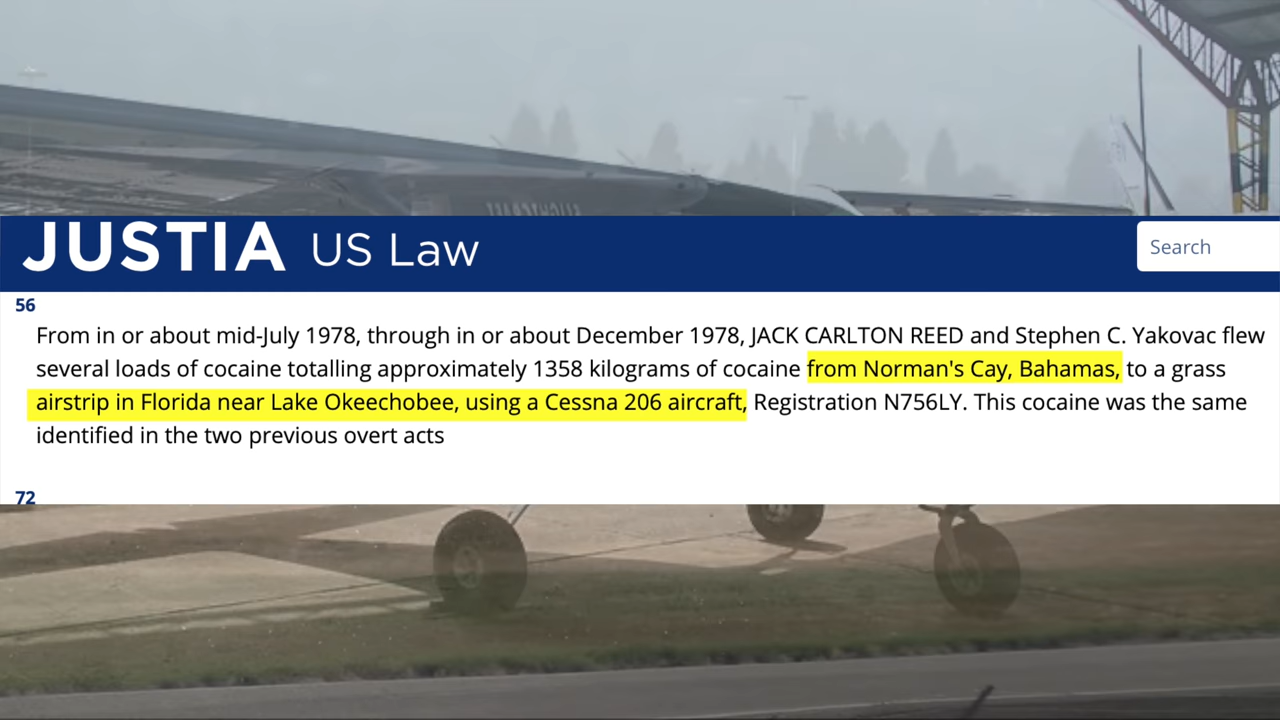 JUSTIA US Law
Search
56
From in or about mid-July 1978, through in or about December 1978, JACK CARLTON REED and Stephen C. Yakovac flew
several loads of cocaine totalling approximately 1358 kilograms of cocaine from Norman's Cay, Bahamas, to a grass
airstrip in Florida near Lake Okeechobee, using a Cessna 206 aircraft, Registration N756LY. This cocaine was the same
identified in the two previous overt acts
72